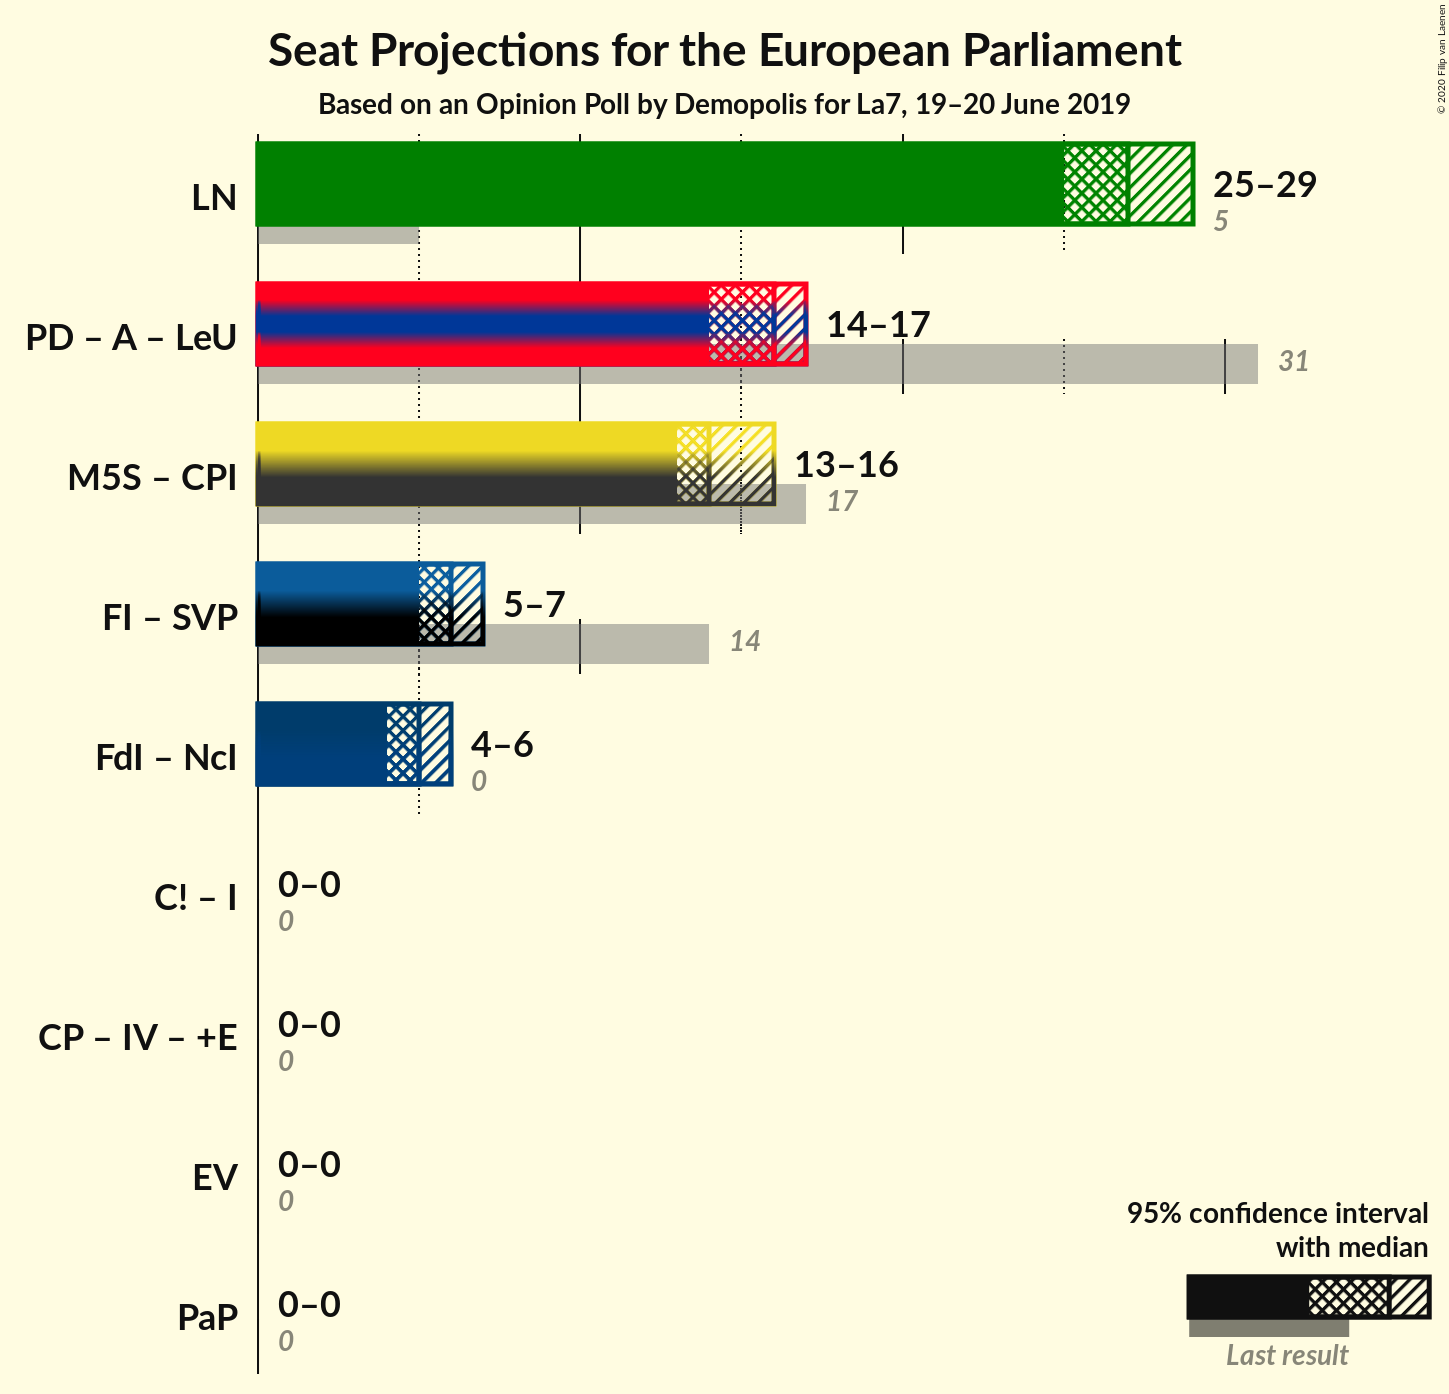 Seat Projections for the European Parliament
Based on an Opinion Poll by Demopolis for La7, 19–20 June 2019
© 2020 Filip van Laenen
LN
25–29
5
PD – A – LeU
14–17
31
M5S – CPI
13–16
17
FI – SVP
5–7
14
FdI – NcI
4–6
0
C! – I
0–0
0
CP – IV – +E
0–0
0
EV
0–0
0
PaP
0–0
0
95% confidence interval
with median
Last result